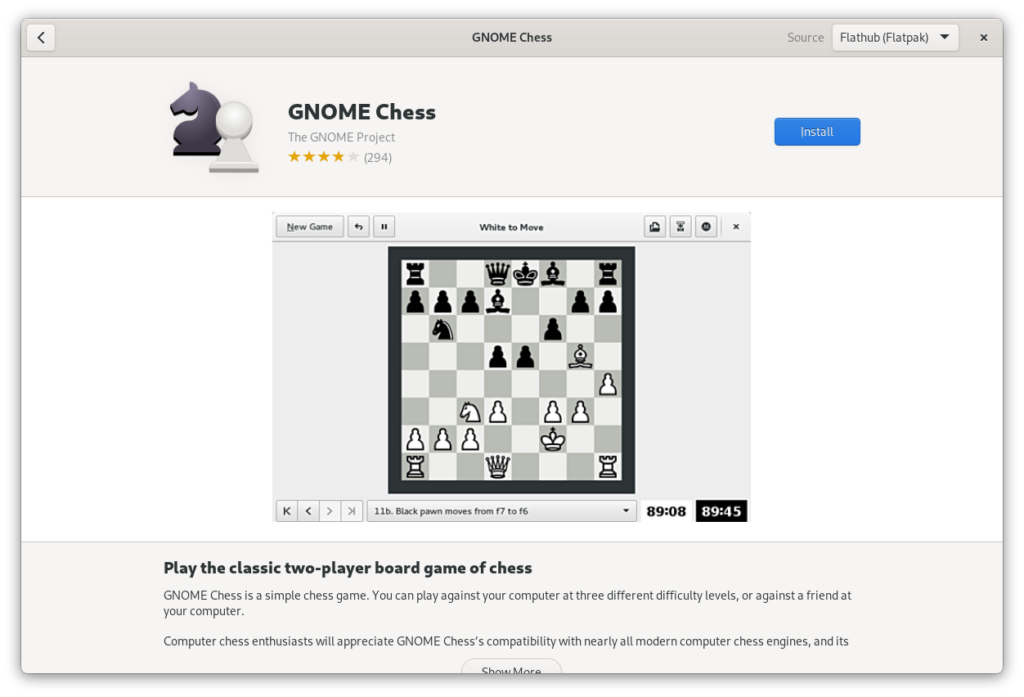 GNOME Chess
Source Flathub (Flatpak)
GNOME Chess
The GNOME Project
(294)
Install
New Game
White to Move
11b. Black pawn moves from f7 to f6
89:08 89:45
Play the classic two-player board game of chess
GNOME Chess is a simple chess game. You can play against your computer at three different difficulty levels, or against a friend at
your computer.
Computer chess enthusiasts will appreciate GNOME Chess’s compatibility with nearly all modern computer chess engines, and its
Show More